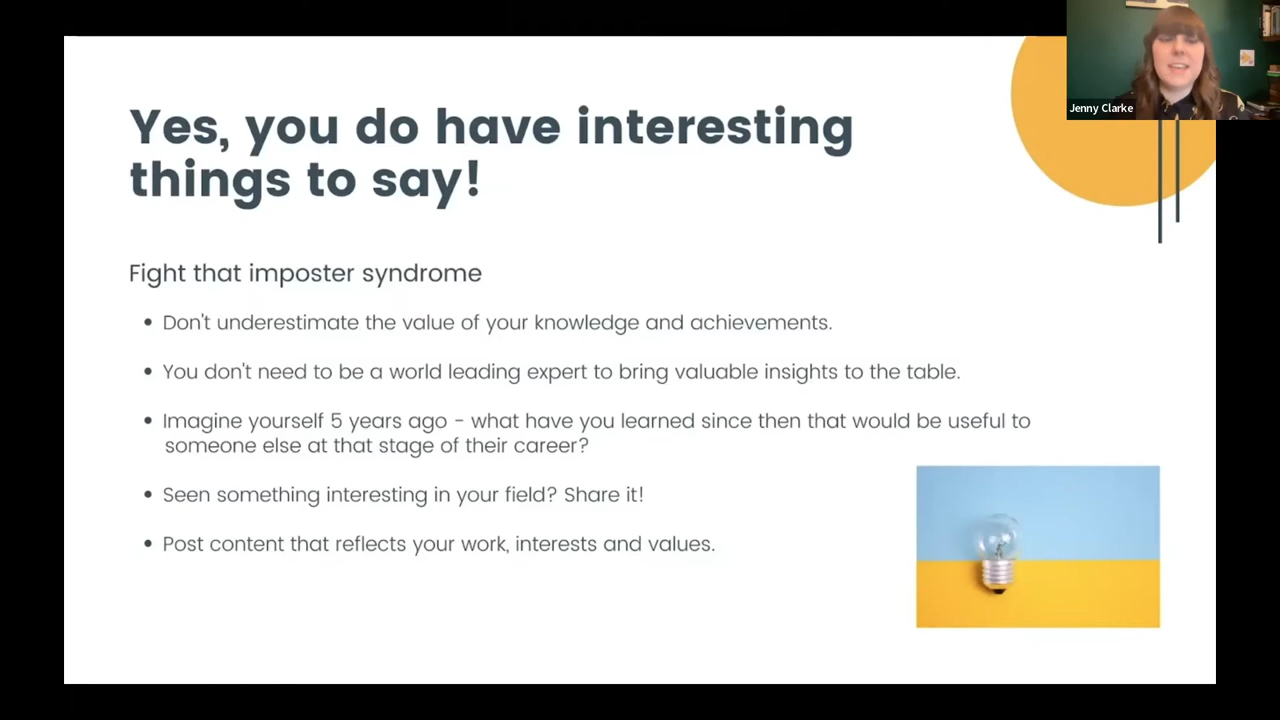 Jenny Clarke
Yes, you do have interesting
things to say!
Fight that imposter syndrome
• Don't underestimate the value of your knowledge and achievements.
• You don't need to be a world leading expert to bring valuable insights to the table.
• Imagine yourself 5 years ago - what have you learned since then that would be useful to
someone else at that stage of their career?
• Seen something interesting in your field? Share it!
• Post content that reflects your work, interests and values.